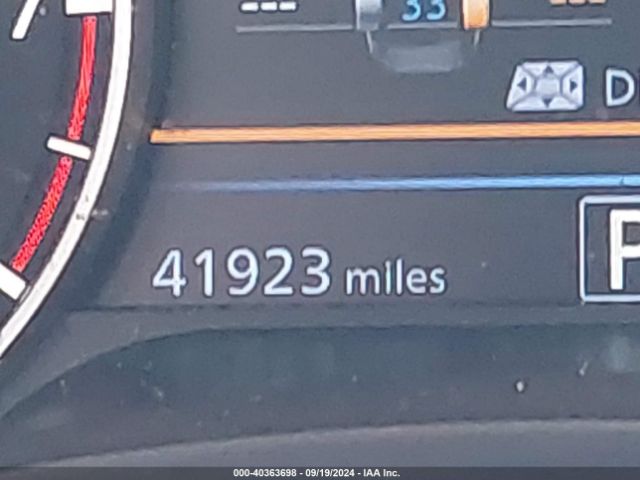 --- 33 ---
D
41923 miles
P
000-40363698 - 09/19/2024 - IAA Inc.